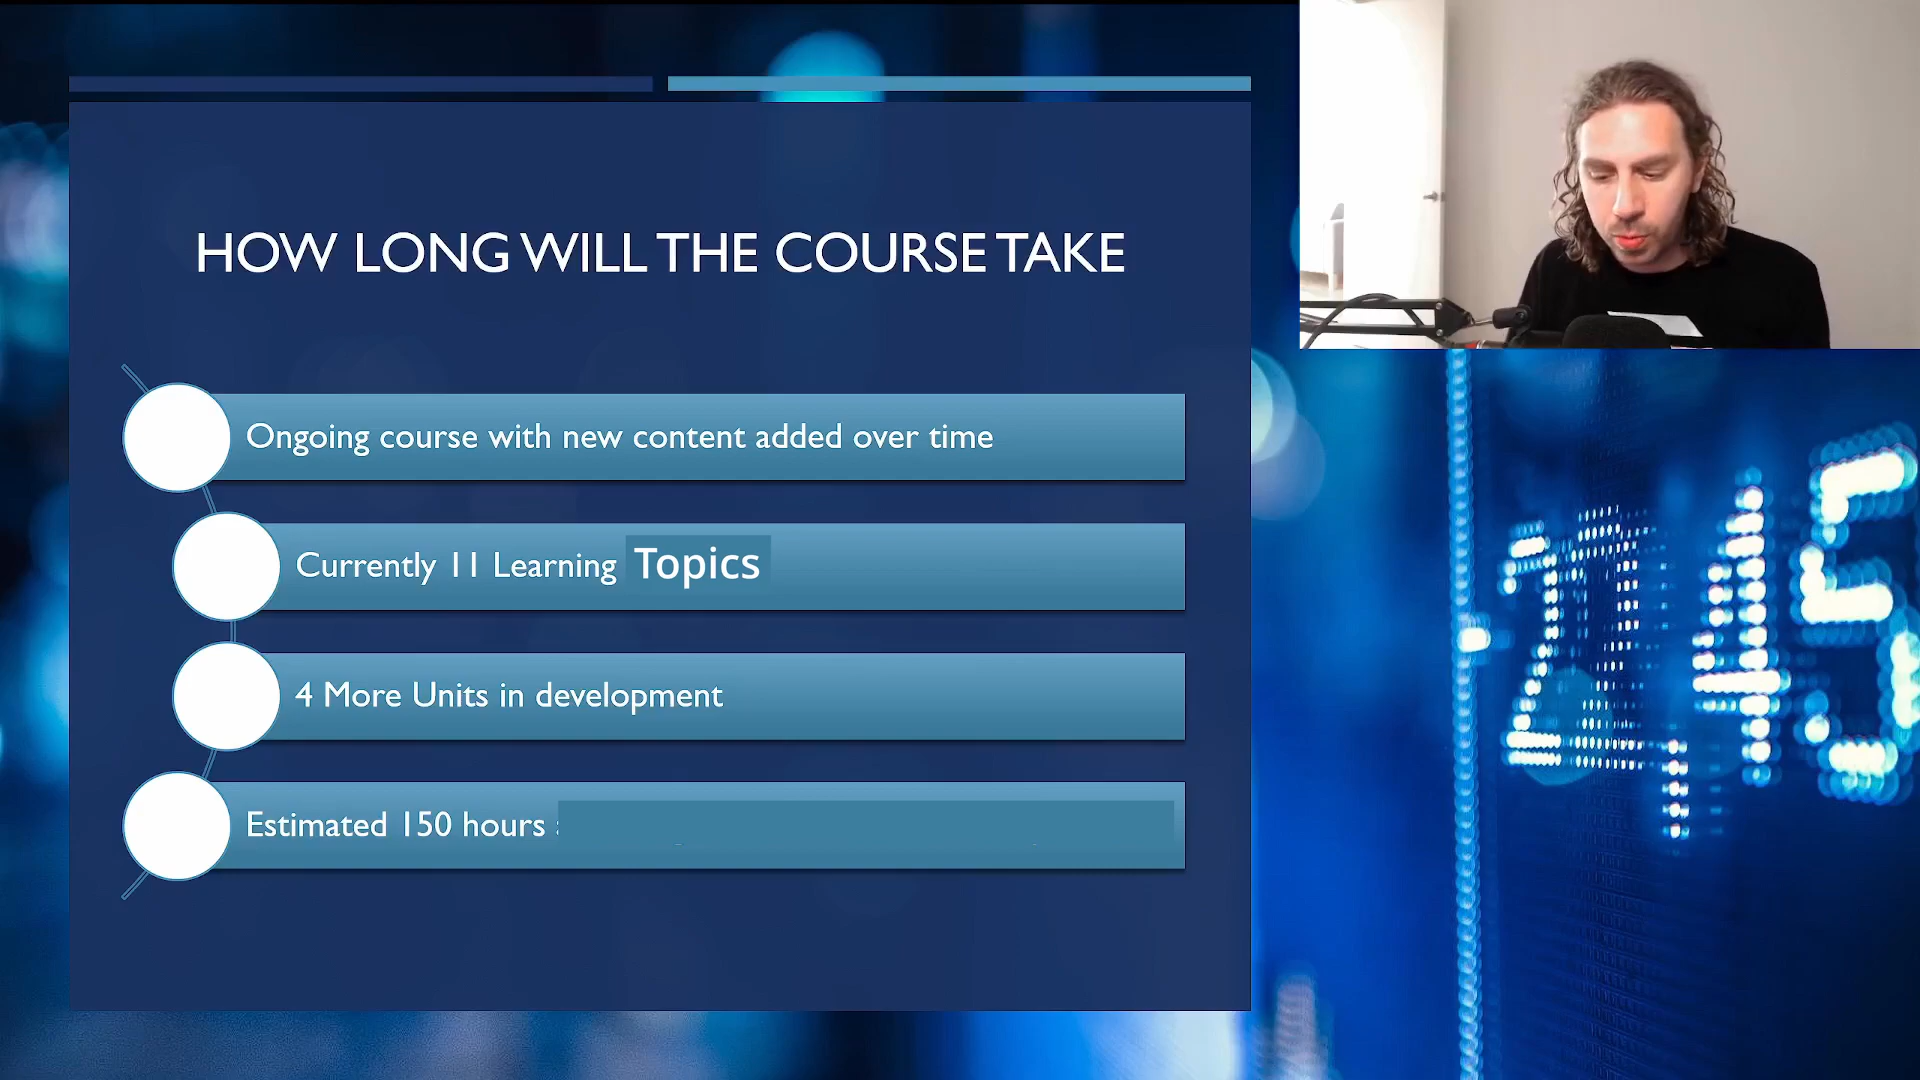 HOW LONG WILL THE COURSE TAKE
Ongoing course with new content added over time
Currently 11 Learning Topics
4 More Units in development
Estimated 150 hours